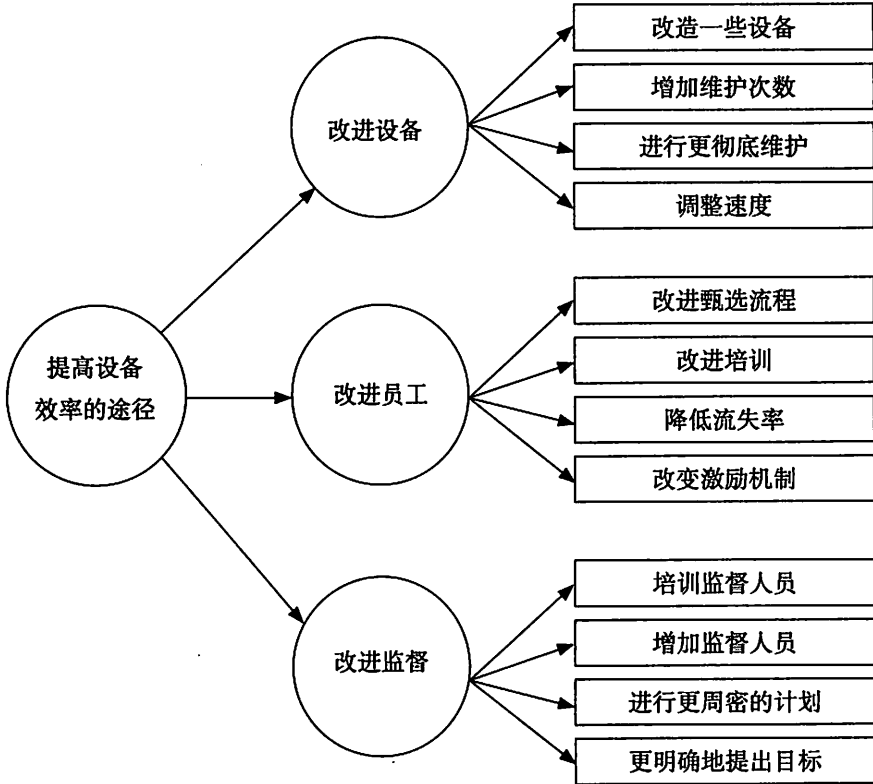 提高设备
效率的途径
改进设备
改造一些设备
增加维护次数
进行更彻底维护
调整速度
改进员工
改进甄选流程
改进培训
降低流失率
改变激励机制
改进监督
培训监督人员
增加监督人员
进行更周密的计划
更明确地提出目标